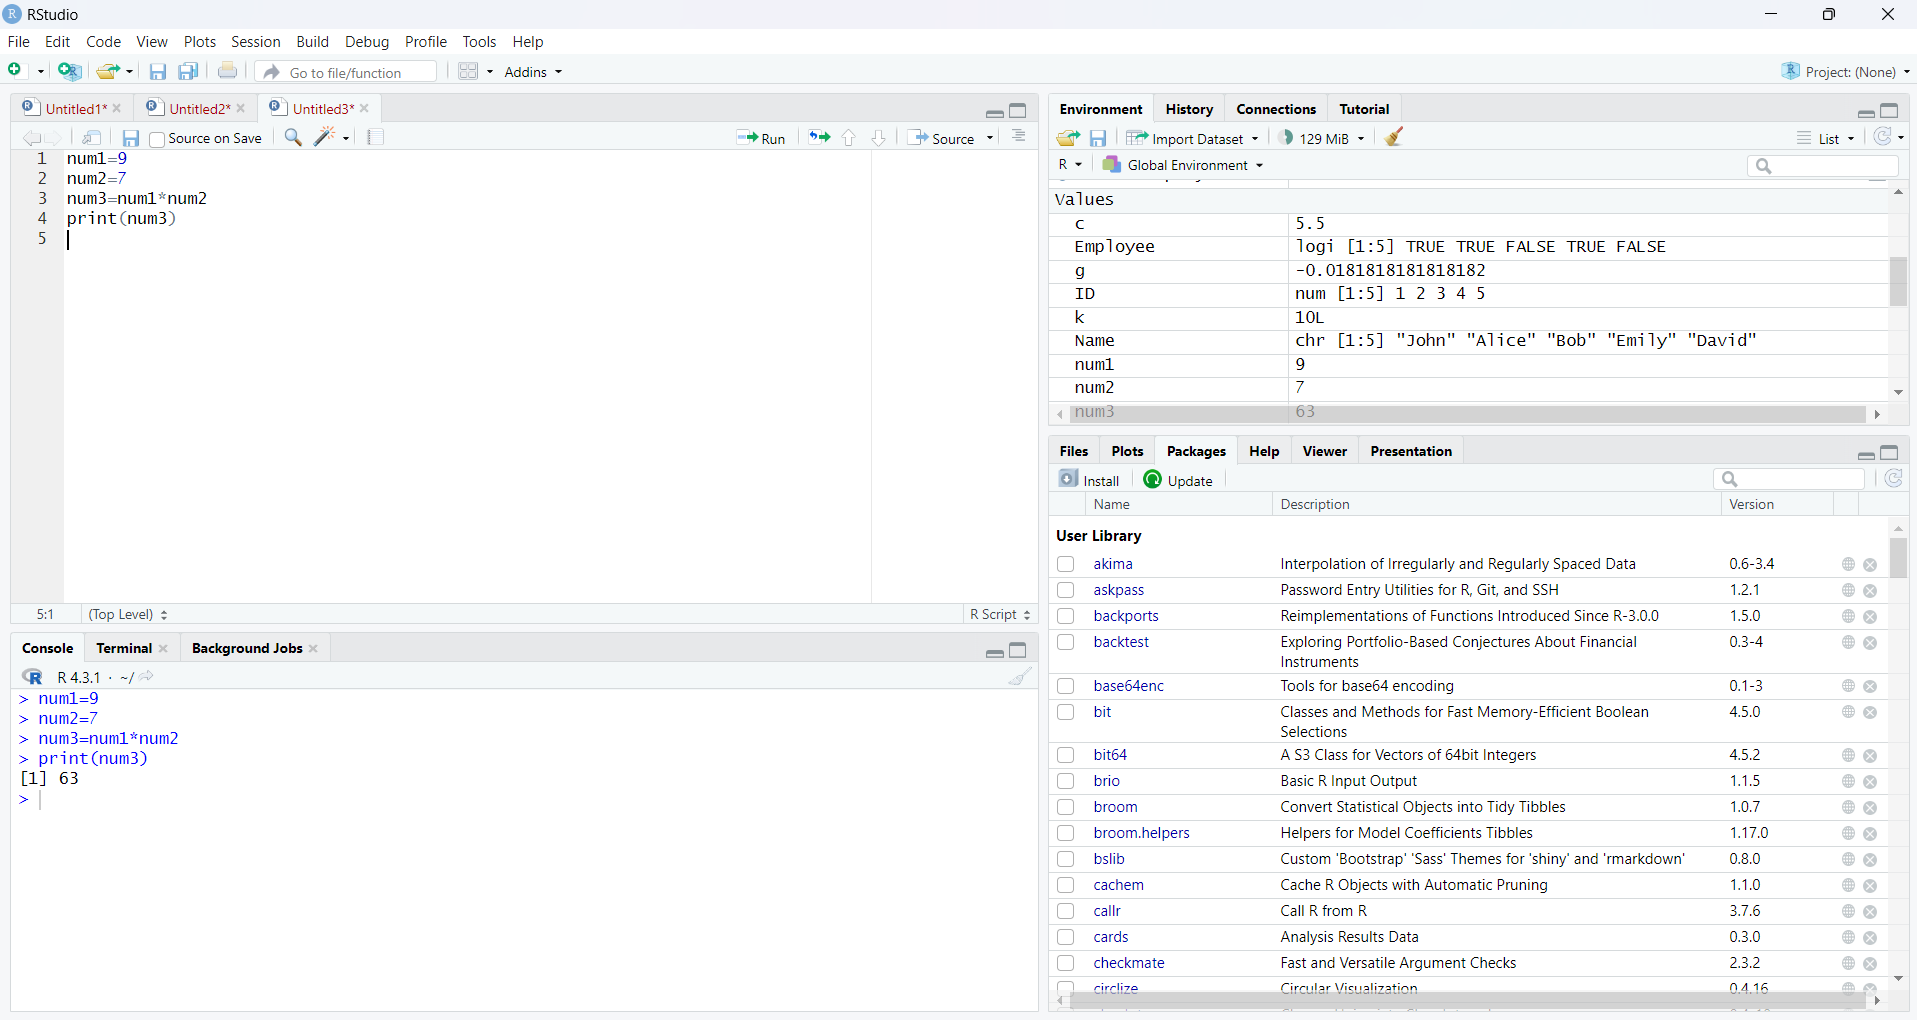 RStudio
File Edit Code View Plots Session Build Debug Profile Tools Help
Go to file/function Addins Project: (None)
Untitled1* Untitled2* Untitled3*
Source on Save Run Source
1 num1=9
2 num2=7
3 num3=num1*num2
4 print(num3)
5
5:1 (Top Level) R Script
Console Terminal Background Jobs
R 4.3.1 · ~/
> num1=9
> num2=7
> num3=num1*num2
> print(num3)
[1] 63
>
Environment History Connections Tutorial
Import Dataset 129 MiB List
R Global Environment
Values
c 5.5
Employee logi [1:5] TRUE TRUE FALSE TRUE FALSE
g -0.0181818181818182
ID num [1:5] 1 2 3 4 5
k 10L
Name chr [1:5] "John" "Alice" "Bob" "Emily" "David"
num1 9
num2 7
num3 63
Files Plots Packages Help Viewer Presentation
Install Update
Name Description Version
User Library
akima Interpolation of Irregularly and Regularly Spaced Data 0.6-3.4
askpass Password Entry Utilities for R, Git, and SSH 1.2.1
backports Reimplementations of Functions Introduced Since R-3.0.0 1.5.0
backtest Exploring Portfolio-Based Conjectures About Financial 0.3-4
Instruments
base64enc Tools for base64 encoding 0.1-3
bit Classes and Methods for Fast Memory-Efficient Boolean 4.5.0
Selections
bit64 A S3 Class for Vectors of 64bit Integers 4.5.2
brio Basic R Input Output 1.1.5
broom Convert Statistical Objects into Tidy Tibbles 1.0.7
broom.helpers Helpers for Model Coefficients Tibbles 1.17.0
bslib Custom 'Bootstrap' 'Sass' Themes for 'shiny' and 'rmarkdown' 0.8.0
cachem Cache R Objects with Automatic Pruning 1.1.0
callr Call R from R 3.7.6
cards Analysis Results Data 0.3.0
checkmate Fast and Versatile Argument Checks 2.3.2
circlize Circular Visualization 0.4.16